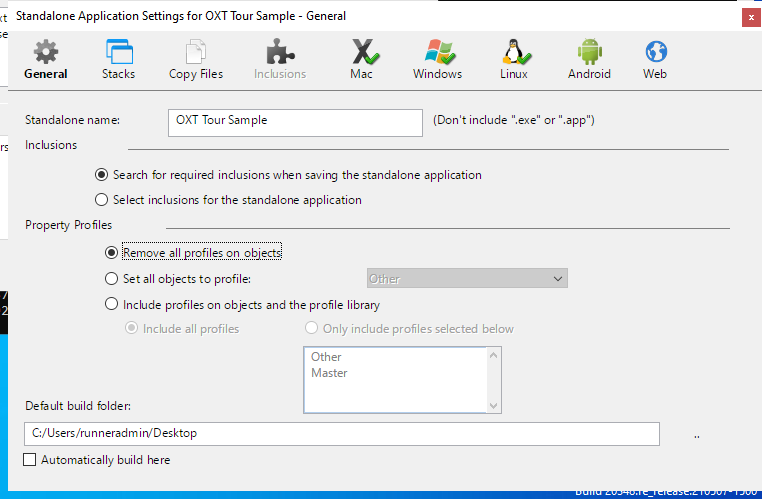 Standalone Application Settings for OXT Tour Sample - General
General
Stacks
Copy Files
Inclusions
Mac
Windows
Linux
Android
Web
Standalone name:
OXT Tour Sample
(Don't include ".exe" or ".app")
Inclusions
Search for required inclusions when saving the standalone application
Select inclusions for the standalone application
Property Profiles
Remove all profiles on objects
Set all objects to profile:
Other
Include profiles on objects and the profile library
Include all profiles
Only include profiles selected below
Other
Master
Default build folder:
C:/Users/runneradmin/Desktop
..
Automatically build here